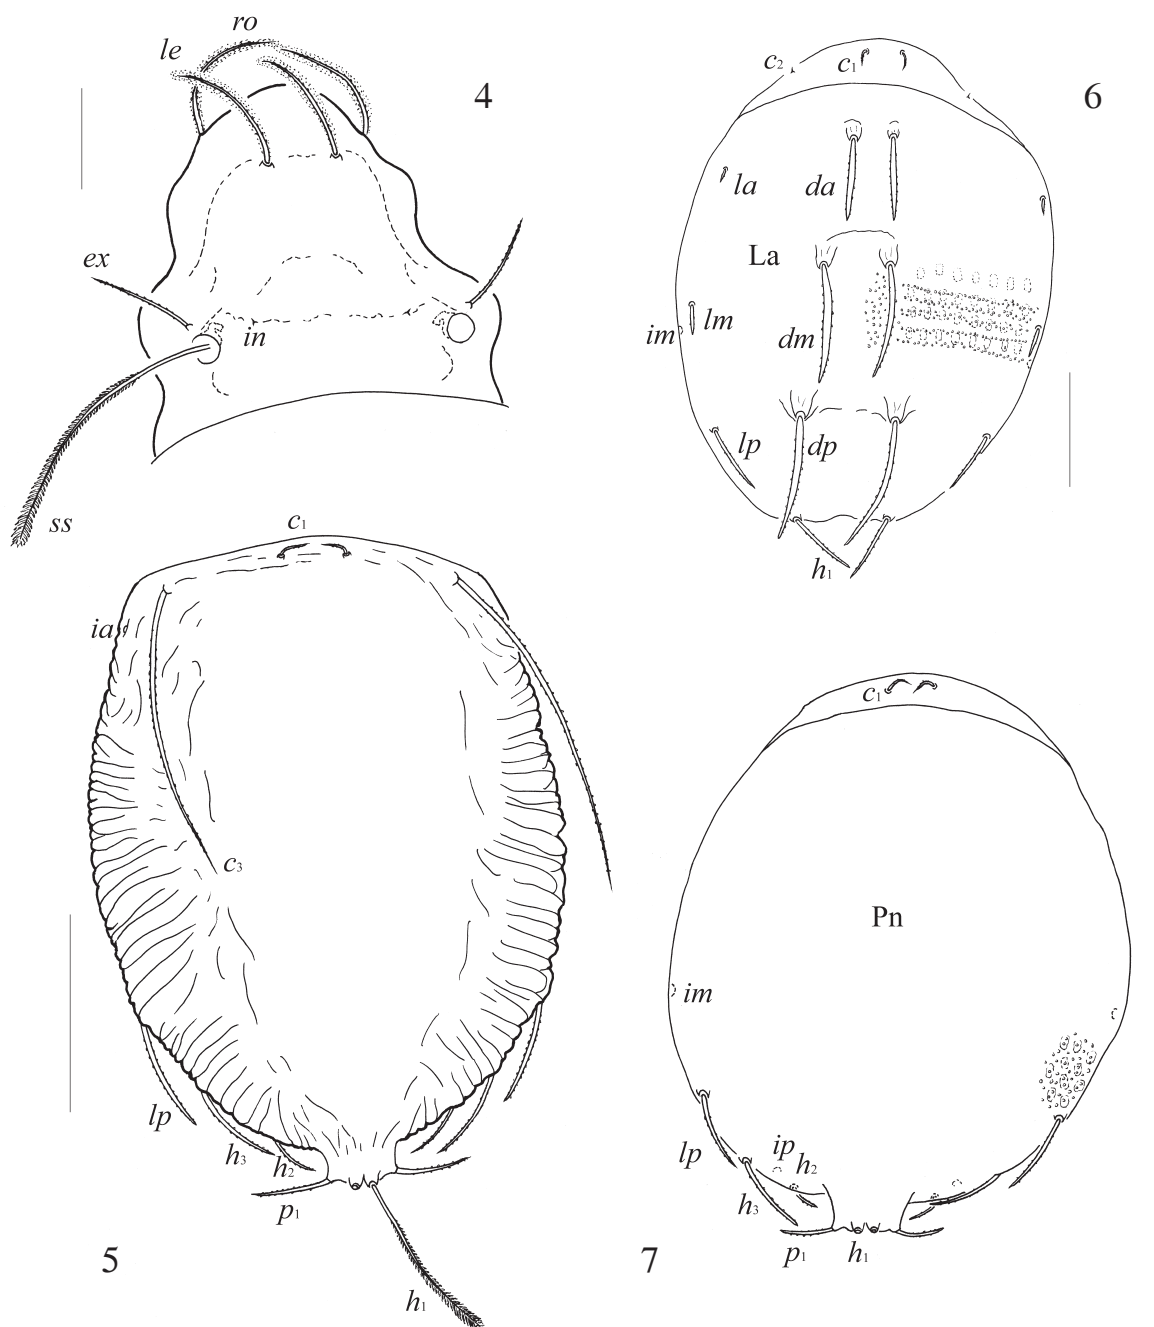 ro
le
4
ex
in
ss
c₂
c₁
6
la
da
La
im
lm
dm
lp
dp
h₁
c₁
ia
c₃
lp
h₃
h₂
p₁
5
h₁
c₁
Pn
im
lp
ip
h₂
h₃
p₁
h₁
7